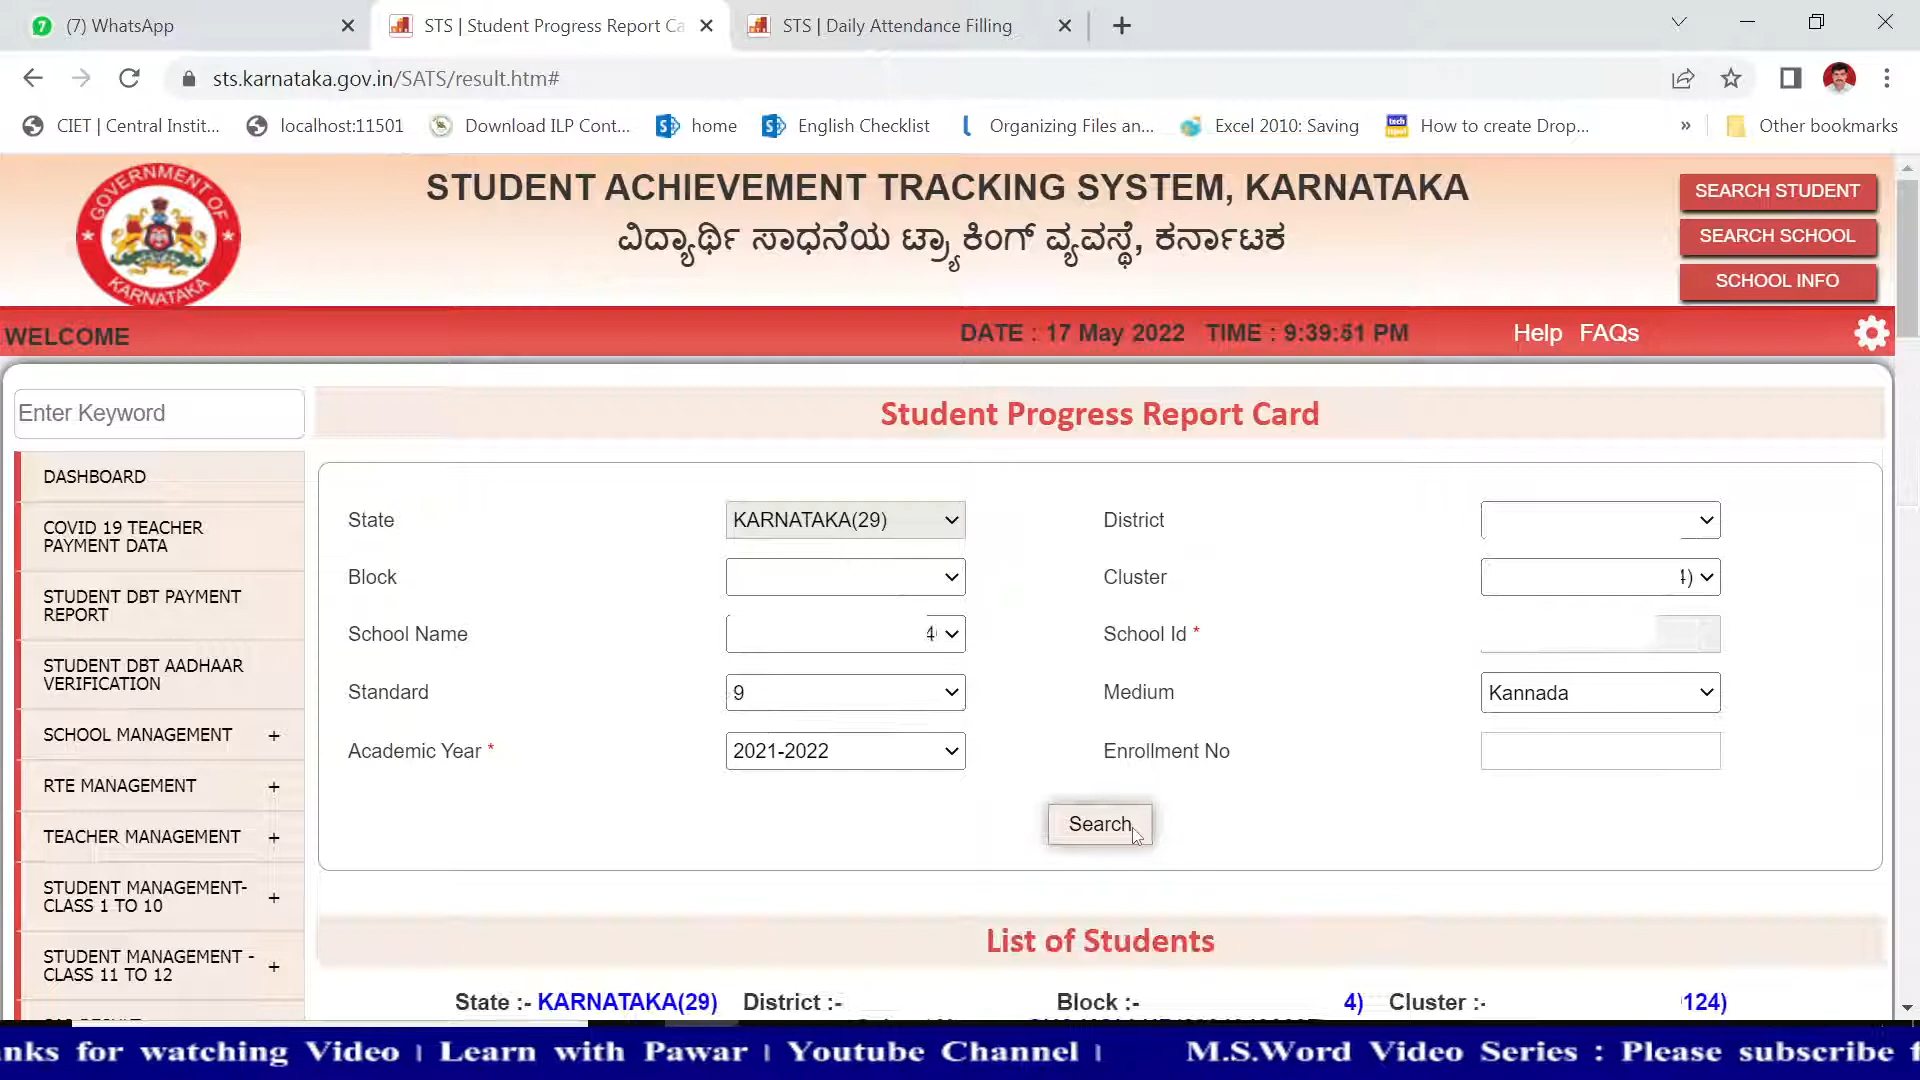 (7) WhatsApp
STS | Student Progress Report Ca
STS | Daily Attendance Filling
sts.karnataka.gov.in/SATS/result.htm#
CIET | Central Instit...
localhost:11501
Download ILP Cont...
home
English Checklist
Organizing Files an...
Excel 2010: Saving
How to create Drop...
»
Other bookmarks
GOVERNMENT OF KARNATAKA
STUDENT ACHIEVEMENT TRACKING SYSTEM, KARNATAKA
ವಿದ್ಯಾರ್ಥಿ ಸಾಧನೆಯ ಟ್ರ್ಯಾಕಿಂಗ್ ವ್ಯವಸ್ಥೆ, ಕರ್ನಾಟಕ
SEARCH STUDENT
SEARCH SCHOOL
SCHOOL INFO
WELCOME
DATE : 17 May 2022 TIME : 9:39:51 PM
Help FAQs
Enter Keyword
DASHBOARD
COVID 19 TEACHER
PAYMENT DATA
STUDENT DBT PAYMENT
REPORT
STUDENT DBT AADHAAR
VERIFICATION
SCHOOL MANAGEMENT +
RTE MANAGEMENT +
TEACHER MANAGEMENT +
STUDENT MANAGEMENT-
CLASS 1 TO 10 +
STUDENT MANAGEMENT -
CLASS 11 TO 12 +
Student Progress Report Card
State KARNATAKA(29) District
Block Cluster 4)
School Name 4 School Id *
Standard 9 Medium Kannada
Academic Year * 2021-2022 Enrollment No
Search
List of Students
State :- KARNATAKA(29) District :- Block :- 4) Cluster :- 124)
nks for watching Video | Learn with Pawar | Youtube Channel | M.S.Word Video Series : Please subscribe f